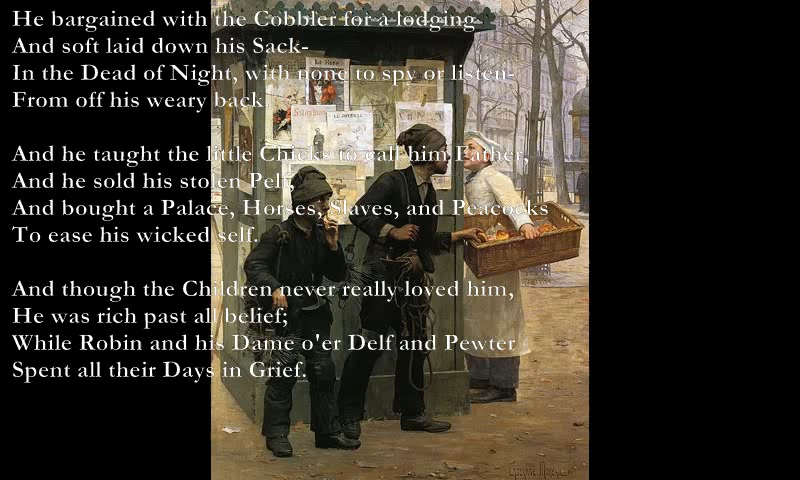 He bargained with the Cobbler for a lodging
And soft laid down his Sack-
In the Dead of Night, with none to spy or listen-
From off his weary back.
And he taught the little Chicks to call him Father,
And he sold his stolen Pelf,
And bought a Palace, Horses, Slaves, and Peacocks
To ease his wicked self.
And though the Children never really loved him,
He was rich past all belief;
While Robin and his Dame o'er Delf and Pewter
Spent all their Days in Grief.
LE JOURNAL